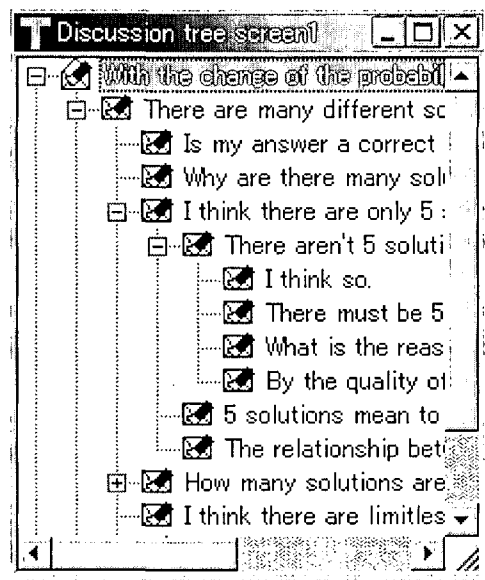 Discussion tree screen1
With the change of the probabil
There are many different sc
Is my answer a correct
Why are there many solu
I think there are only 5 s
There aren't 5 soluti
I think so.
There must be 5
What is the reas
By the quality of
5 solutions mean to
The relationship bet
How many solutions are
I think there are limitles